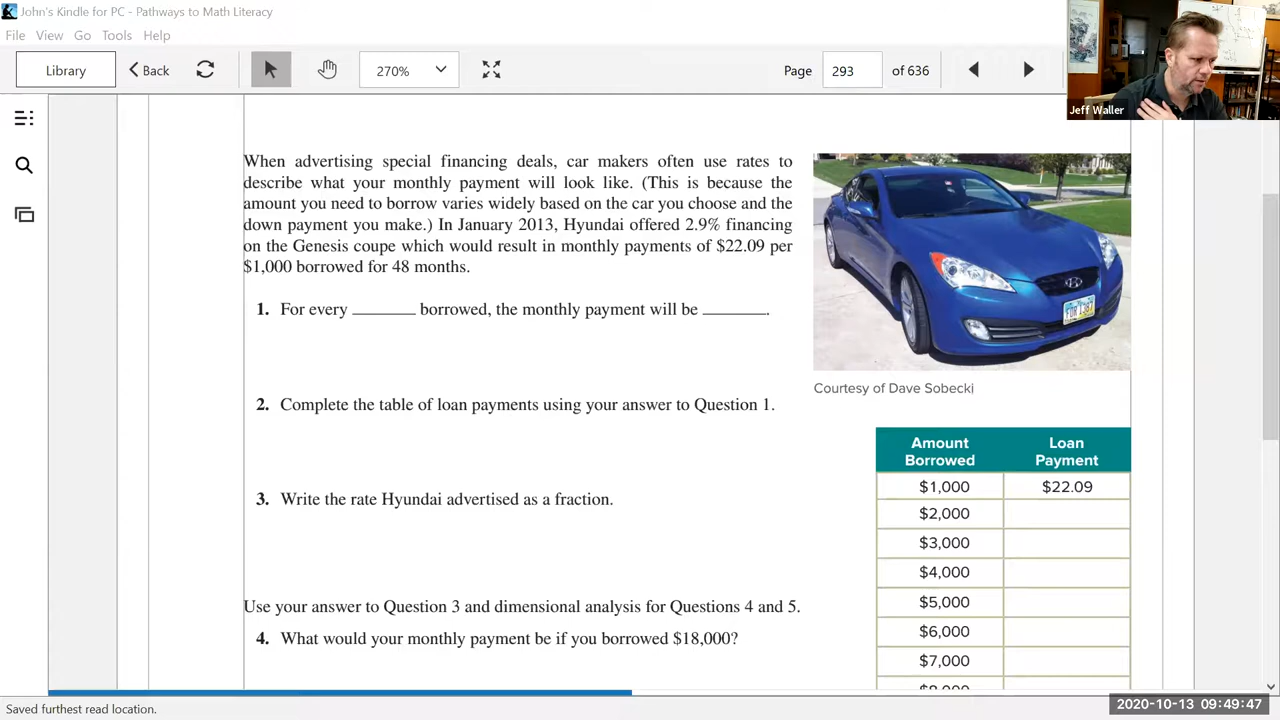 John's Kindle for PC - Pathways to Math Literacy
File View Go Tools Help
Library
Back
270%
Page 293 of 636
Jeff Waller
When advertising special financing deals, car makers often use rates to
describe what your monthly payment will look like. (This is because the
amount you need to borrow varies widely based on the car you choose and the
down payment you make.) In January 2013, Hyundai offered 2.9% financing
on the Genesis coupe which would result in monthly payments of $22.09 per
$1,000 borrowed for 48 months.
1. For every ______ borrowed, the monthly payment will be ______.
Courtesy of Dave Sobecki
2. Complete the table of loan payments using your answer to Question 1.
Amount Borrowed Loan Payment
$1,000 $22.09
$2,000
$3,000
$4,000
$5,000
$6,000
$7,000
3. Write the rate Hyundai advertised as a fraction.
Use your answer to Question 3 and dimensional analysis for Questions 4 and 5.
4. What would your monthly payment be if you borrowed $18,000?
Saved furthest read location.
2020-10-13 09:49:47